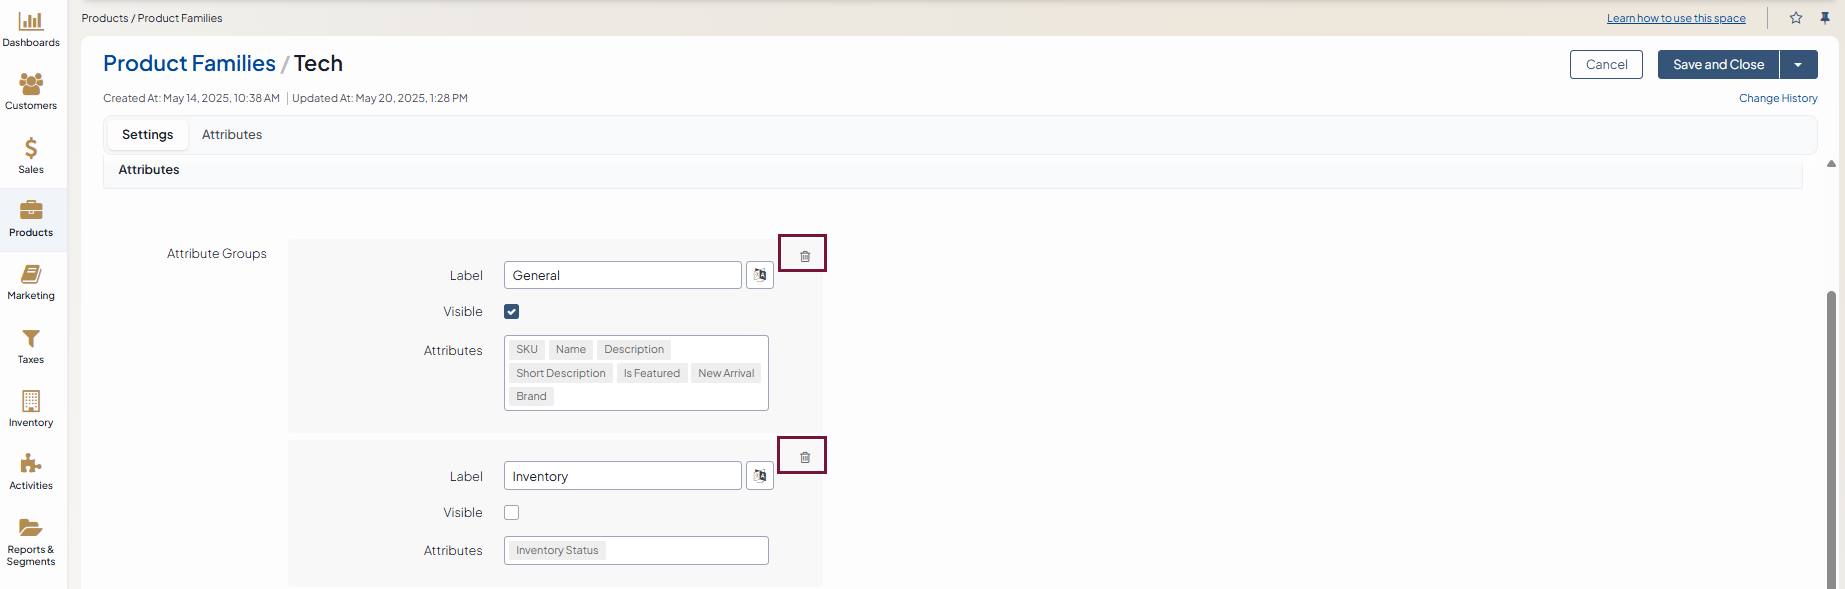 Products / Product Families
Learn how to use this space
Dashboards
Customers
Sales
Products
Marketing
Taxes
Inventory
Activities
Reports &
Segments
Product Families / Tech
Cancel
Save and Close
Created At: May 14, 2025, 10:38 AM | Updated At: May 20, 2025, 1:28 PM
Change History
Settings Attributes
Attributes
Attribute Groups
Label General
Visible
Attributes SKU Name Description
Short Description Is Featured New Arrival
Brand
Label Inventory
Visible
Attributes Inventory Status